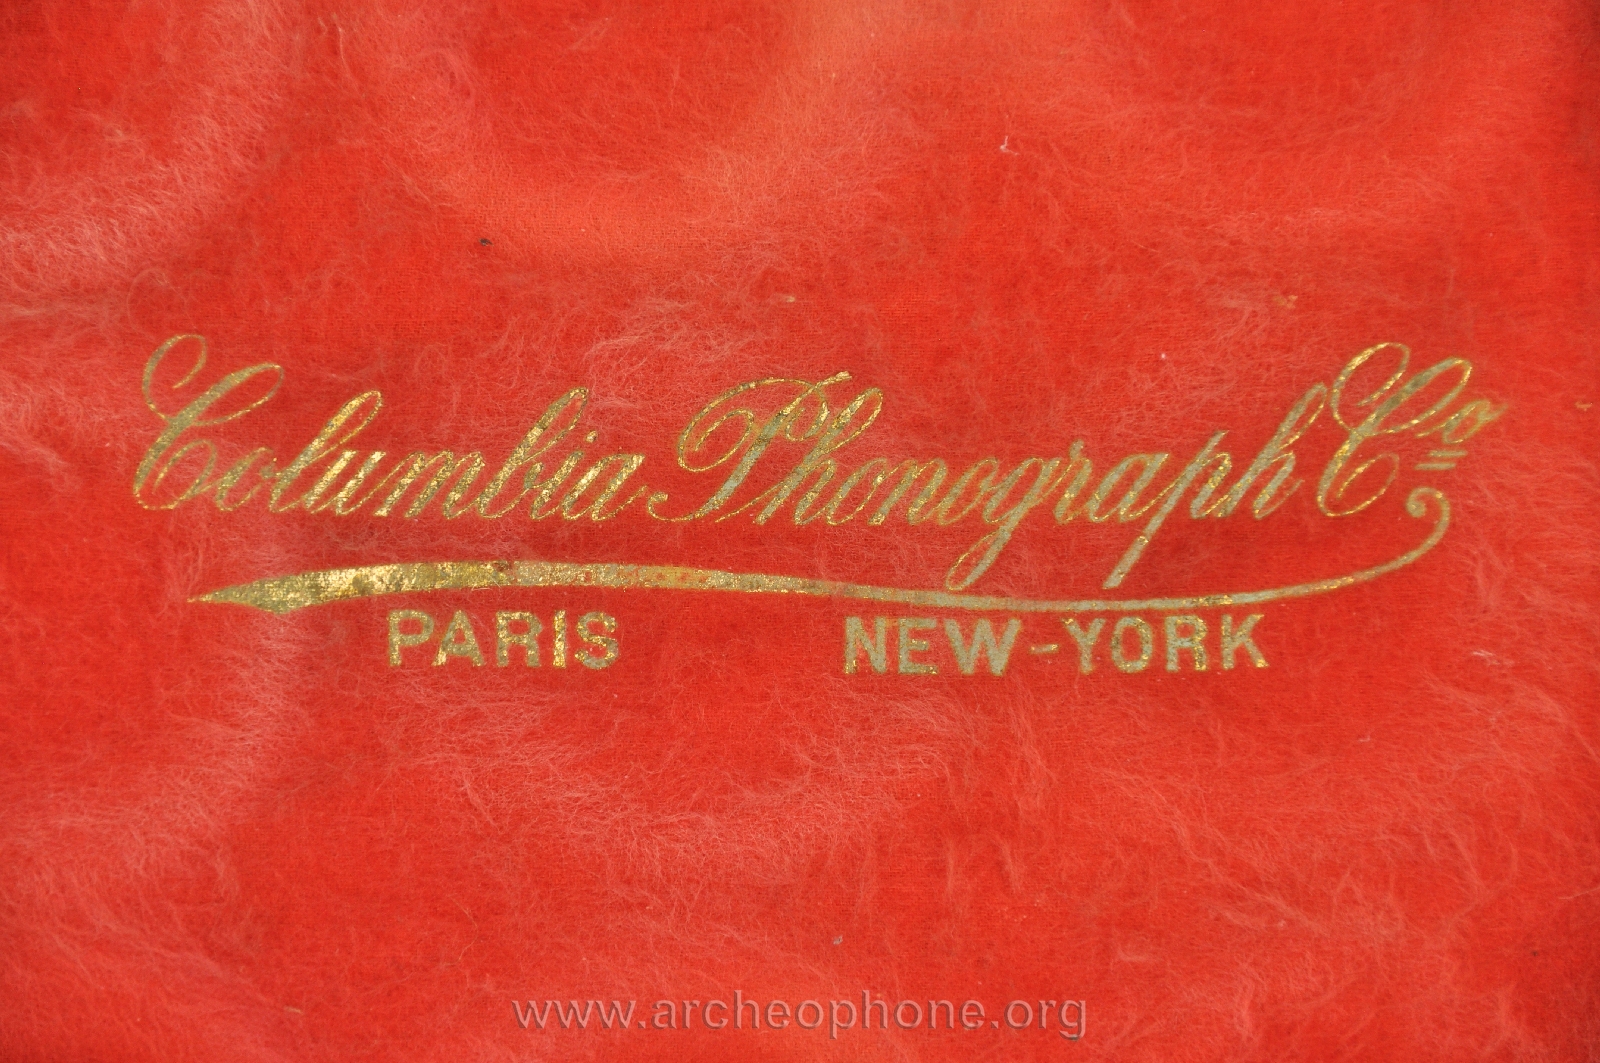 Columbia Phonograph Co
PARIS NEW-YORK
www.archeophone.org